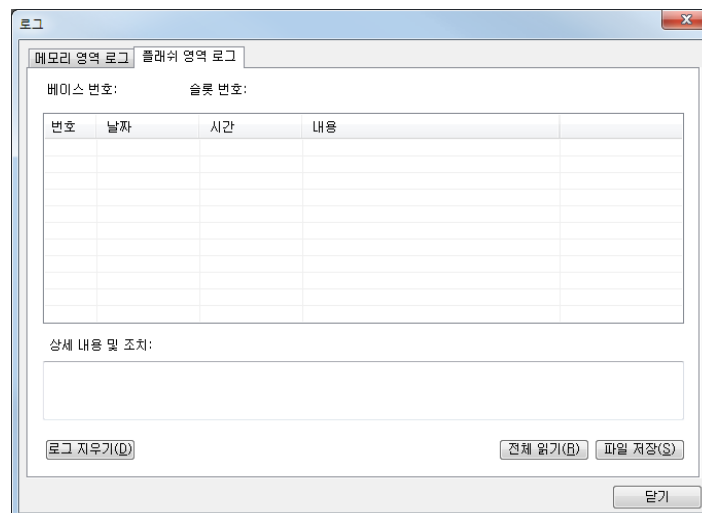 로그
메모리 영역 로그 플래쉬 영역 로그
베이스 번호: 슬롯 번호:
번호 날짜 시간 내용
상세 내용 및 조치:
로그 지우기(D) 전체 읽기(R) 파일 저장(S)
닫기